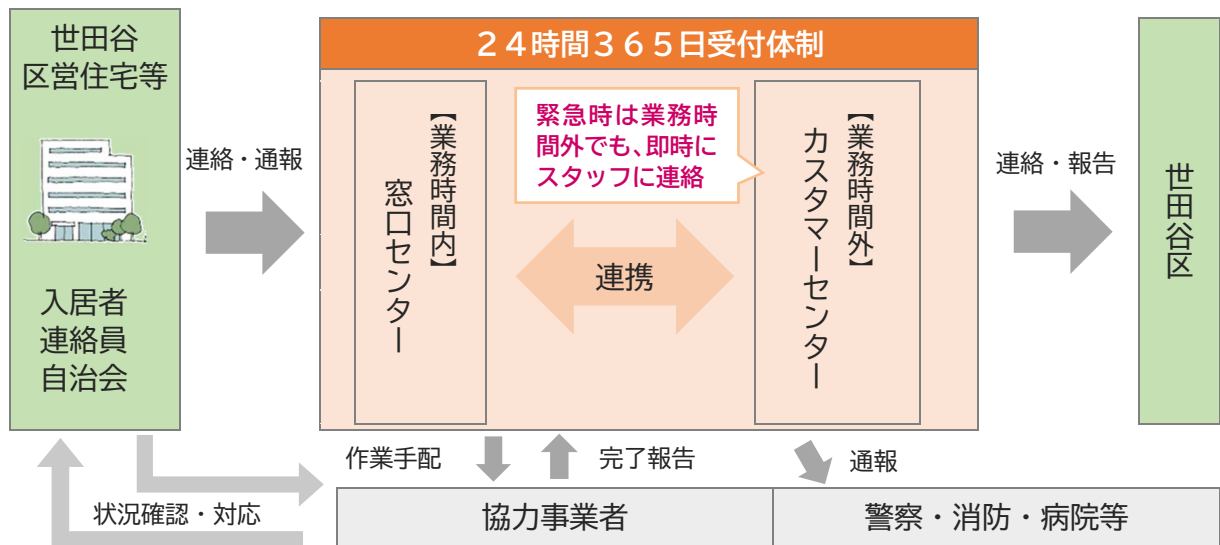 世田谷
区営住宅等
入居者
連絡員
自治会
連絡・通報
２４時間３６５日受付体制
【業務時間内】
窓口センター
緊急時は業務時
間外でも、即時に
スタッフに連絡
連携
【業務時間外】
カスタマーセンター
連絡・報告
世田谷区
作業手配
完了報告
通報
状況確認・対応
協力事業者
警察・消防・病院等